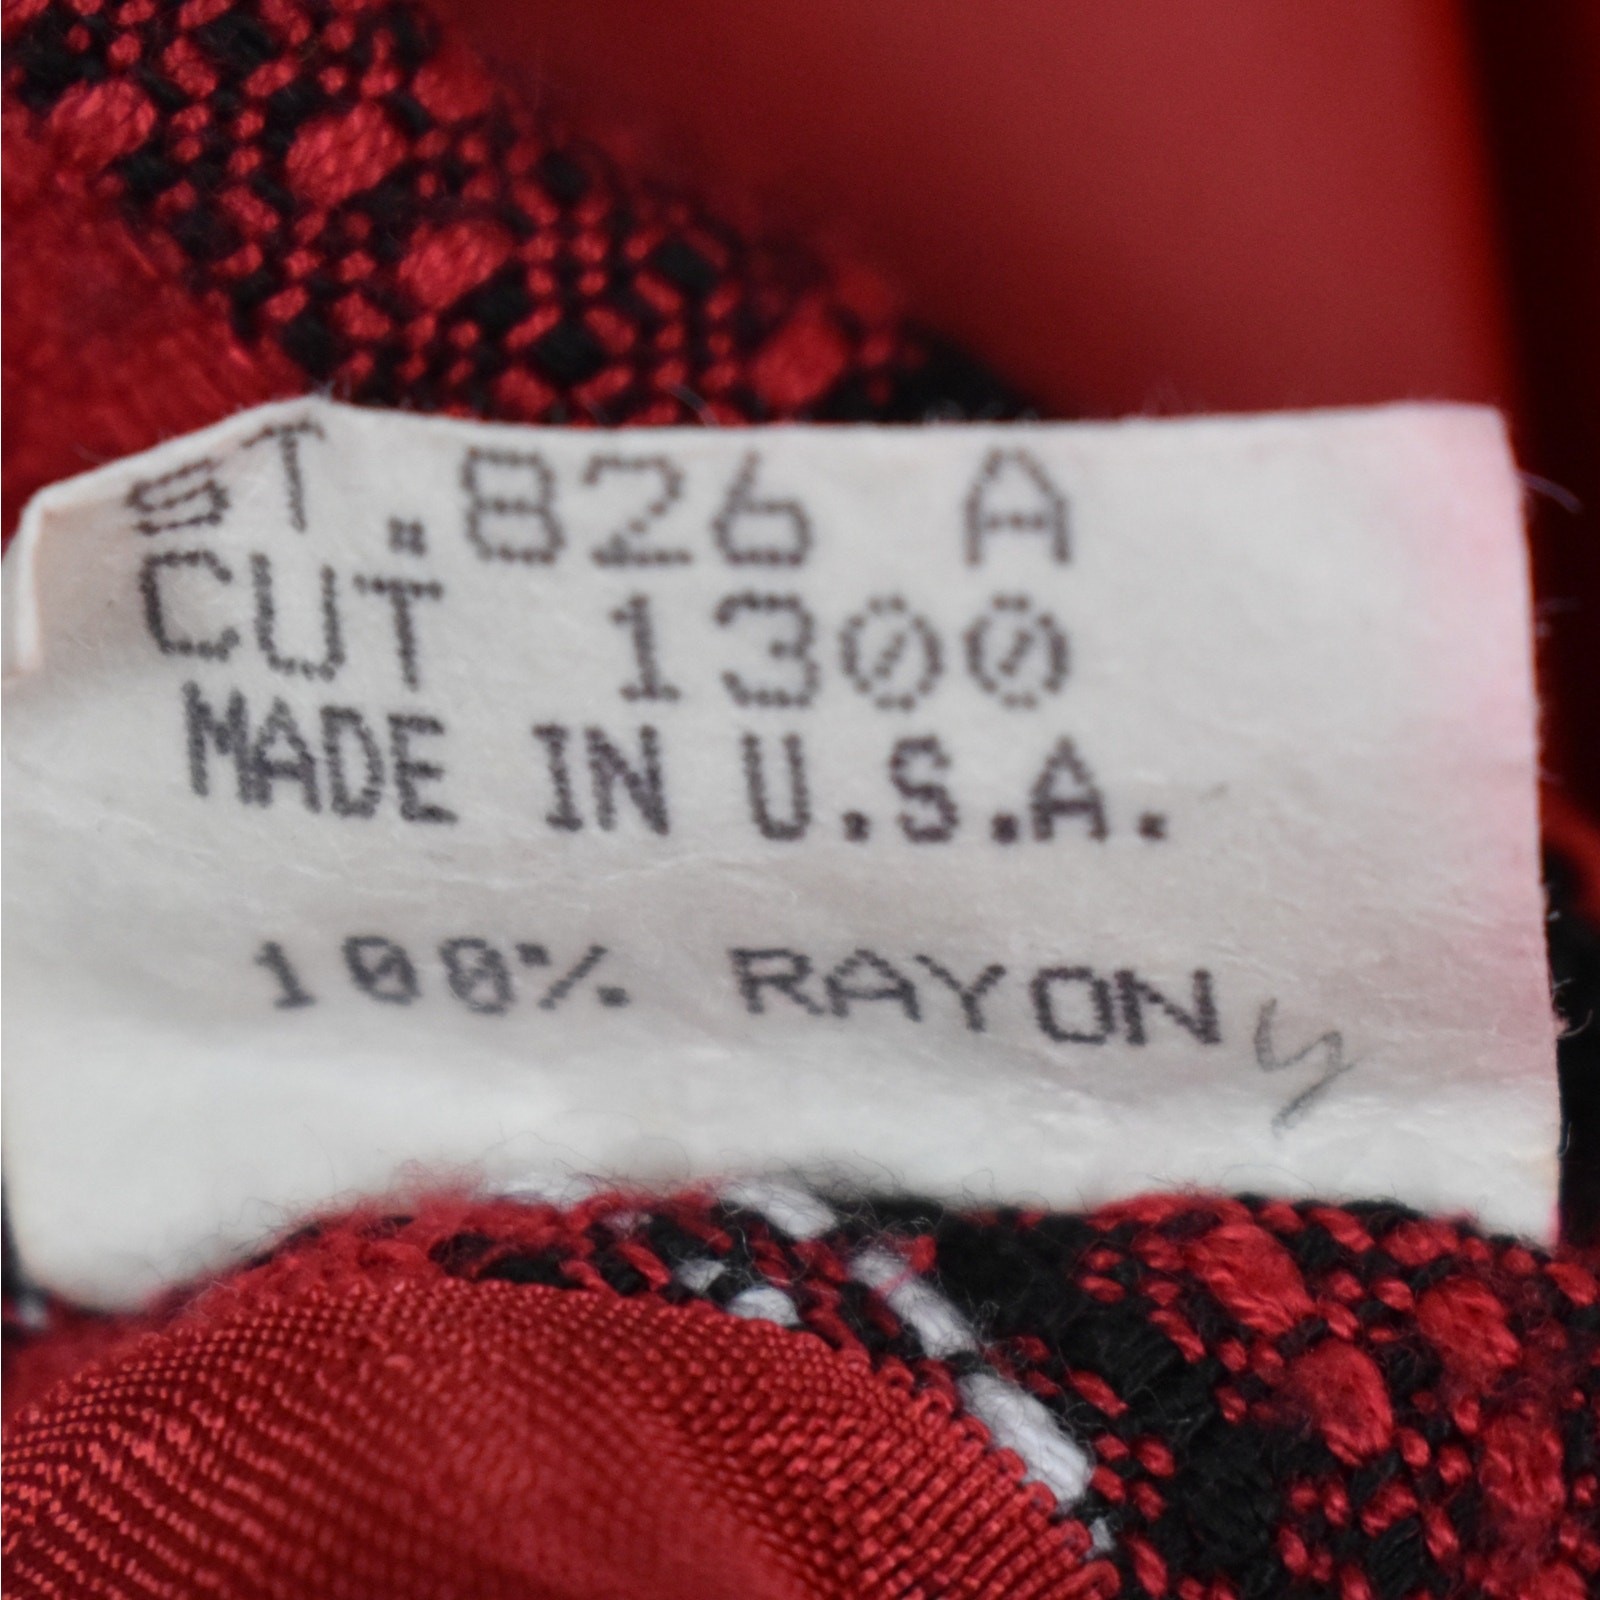 ST.826 A
CUT 1300
MADE IN U.S.A.
100% RAYON